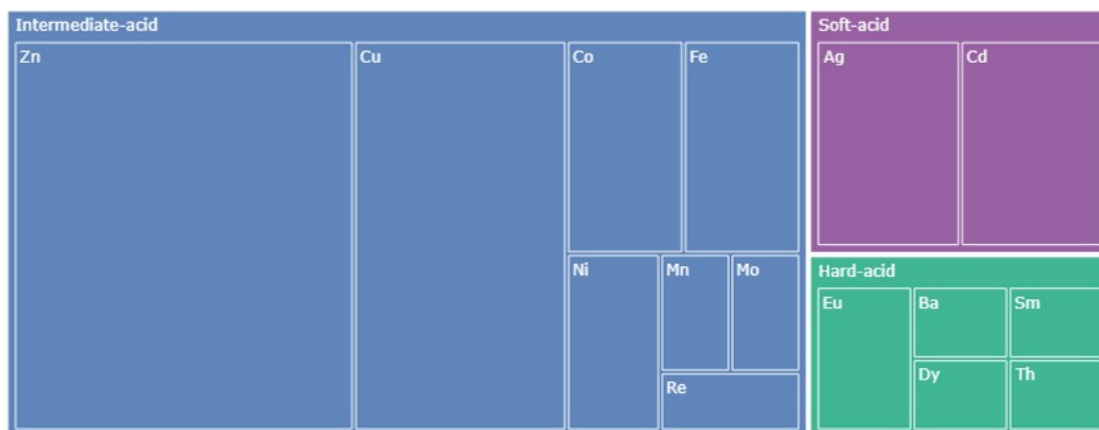 Intermediate-acid
Zn
Cu
Co
Fe
Ni
Mn
Mo
Re
Soft-acid
Ag
Cd
Hard-acid
Eu
Ba
Sm
Dy
Th